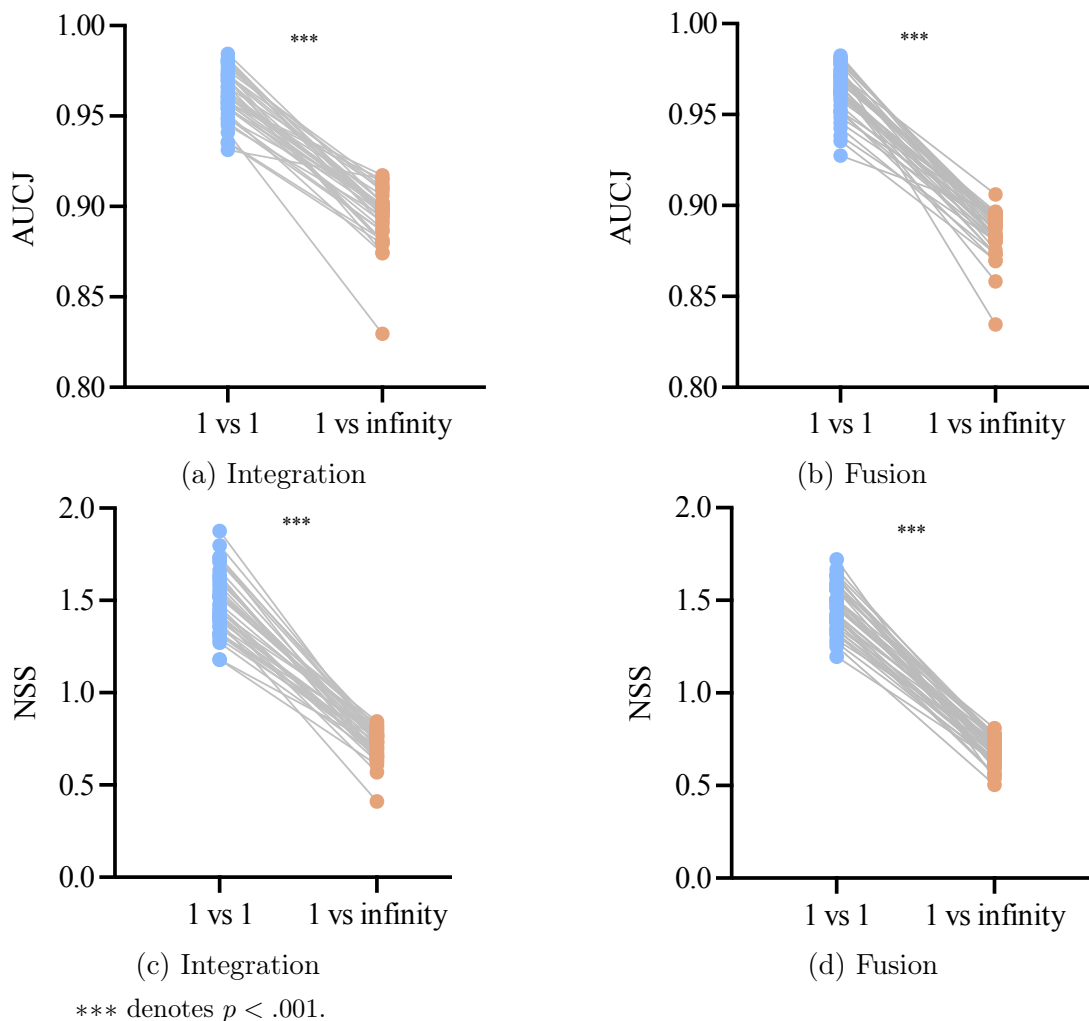 1.00
***
0.95
AUCJ
0.90
0.85
0.80
1 vs 1 1 vs infinity
(a) Integration
1.00
***
0.95
AUCJ
0.90
0.85
0.80
1 vs 1 1 vs infinity
(b) Fusion
2.0
***
1.5
NSS
1.0
0.5
0.0
1 vs 1 1 vs infinity
(c) Integration
2.0
***
1.5
NSS
1.0
0.5
0.0
1 vs 1 1 vs infinity
(d) Fusion
*** denotes p < .001.